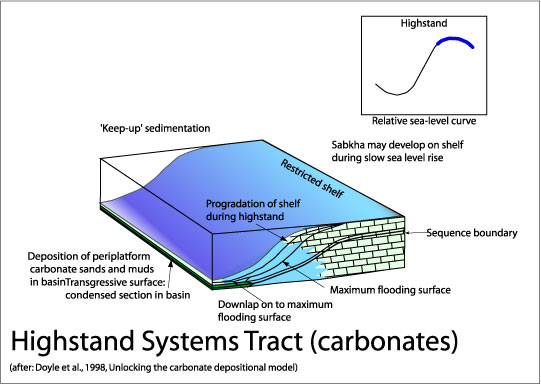 Highstand
Relative sea-level curve
'Keep-up' sedimentation
Sabkha may develop on shelf
during slow sea level rise
Restricted shelf
Progradation of shelf
during highstand
Sequence boundary
Deposition of periplatform
carbonate sands and muds
in basinTransgressive surface:
condensed section in basin
Maximum flooding surface
Downlap on to maximum
flooding surface
Highstand Systems Tract (carbonates)
(after: Doyle et al., 1998, Unlocking the carbonate depositional model)